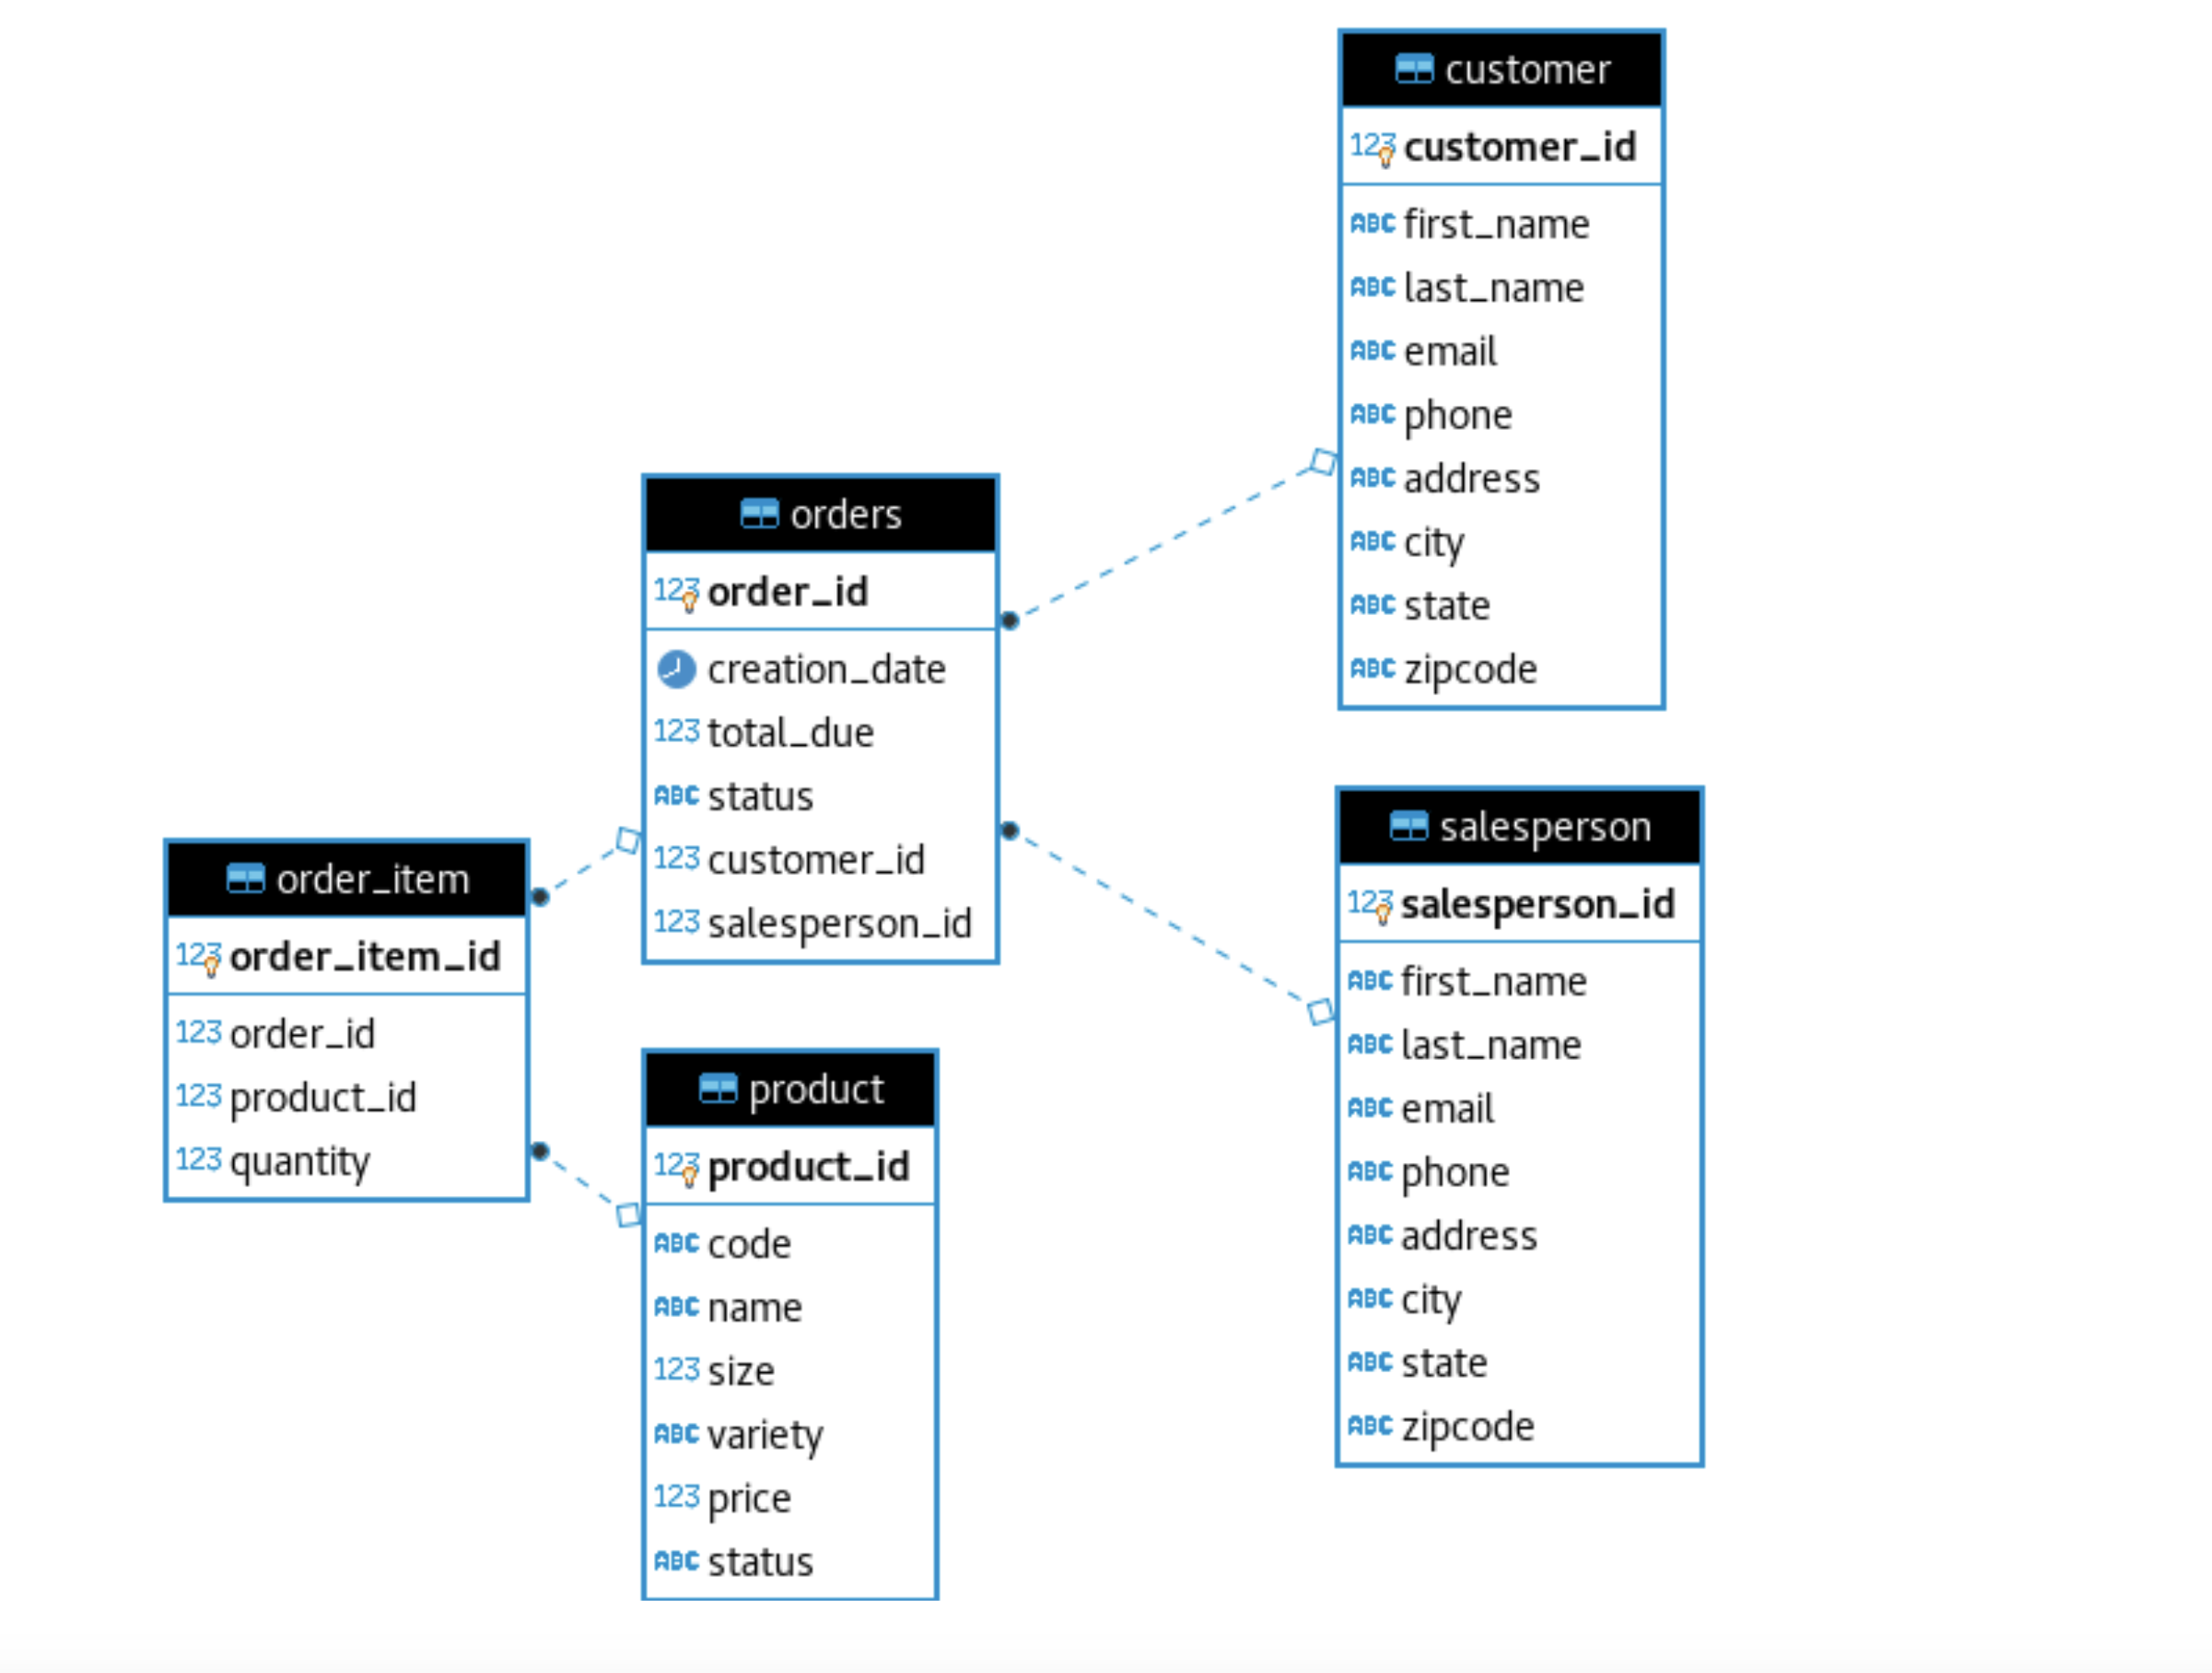 customer
123 customer_id
ABC first_name
ABC last_name
ABC email
ABC phone
ABC address
ABC city
ABC state
ABC zipcode
orders
123 order_id
creation_date
123 total_due
ABC status
123 customer_id
123 salesperson_id
salesperson
123 salesperson_id
ABC first_name
ABC last_name
ABC email
ABC phone
ABC address
ABC city
ABC state
ABC zipcode
order_item
123 order_item_id
123 order_id
123 product_id
123 quantity
product
123 product_id
ABC code
ABC name
123 size
ABC variety
123 price
ABC status